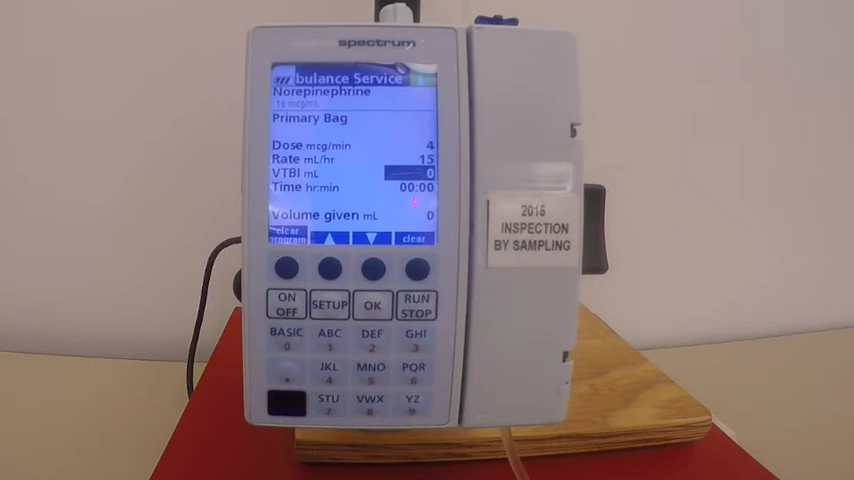 spectrum
bulance Service
Norepinephrine
16 mcg/mL
Primary Bag
Dose mcg/min 4
Rate mL/hr 15
VTBI mL 0
Time hr:min 00:00
Volume given mL 0
clear program clear
ON OFF SETUP OK RUN STOP
BASIC 0 ABC 1 DEF 2 GHI 3
JKL 4 MNO 5 PQR 6
STU 7 VWX 8 YZ 9
2015
INSPECTION
BY SAMPLING